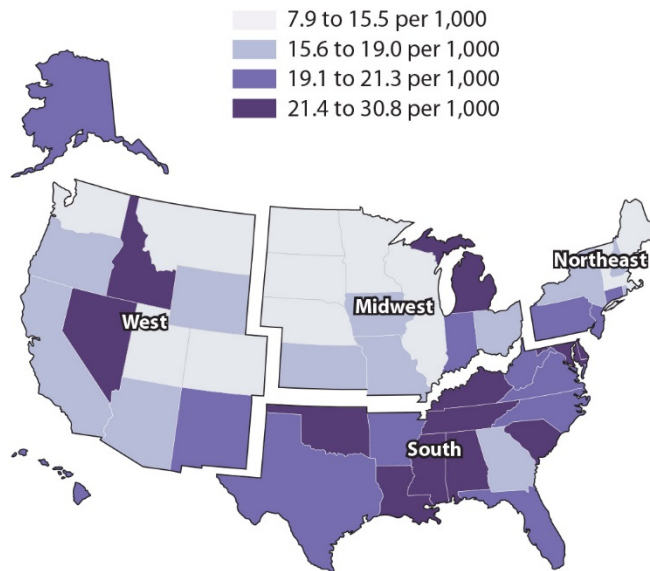 7.9 to 15.5 per 1,000
15.6 to 19.0 per 1,000
19.1 to 21.3 per 1,000
21.4 to 30.8 per 1,000
Northeast
Midwest
West
South